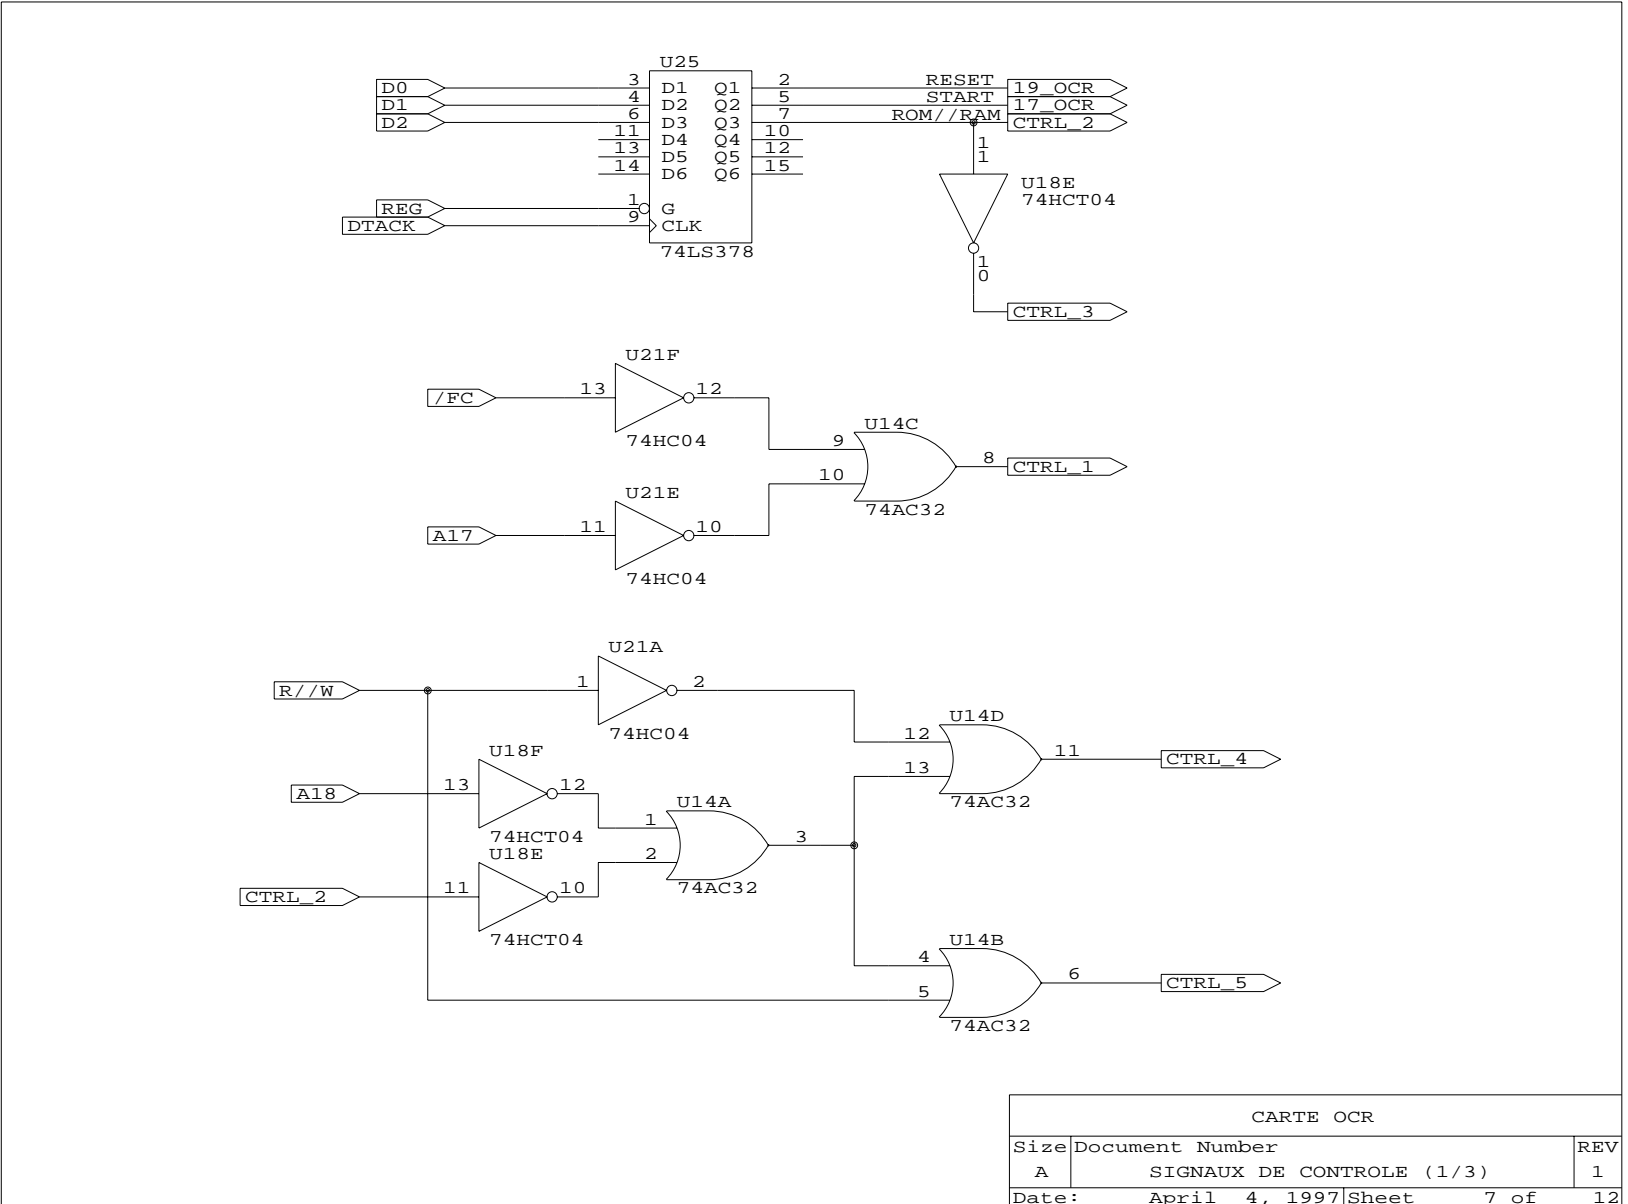 U25
D0 3 D1 Q1 2 RESET 19_OCR
D1 4 D2 Q2 5 START 17_OCR
D2 6 D3 Q3 7 ROM//RAM CTRL_2
11 D4 Q4 10
13 D5 Q5 12
14 D6 Q6 15
REG 1 G
DTACK 9 CLK
74LS378
1
1
U18E
74HCT04
1
0
CTRL_3
U21F
/FC 13 12
74HC04
U14C
9
10
8 CTRL_1
74AC32
U21E
A17 11 10
74HC04
U21A
R//W 1 2
74HC04
U14D
12
13
11 CTRL_4
74AC32
U18F
A18 13 12
74HCT04
U14A
1
2
3
74AC32
U18E
CTRL_2 11 10
74HCT04
U14B
4
5
6 CTRL_5
74AC32
CARTE OCR
Size Document Number REV
A SIGNAUX DE CONTROLE (1/3) 1
Date: April 4, 1997 Sheet 7 of 12